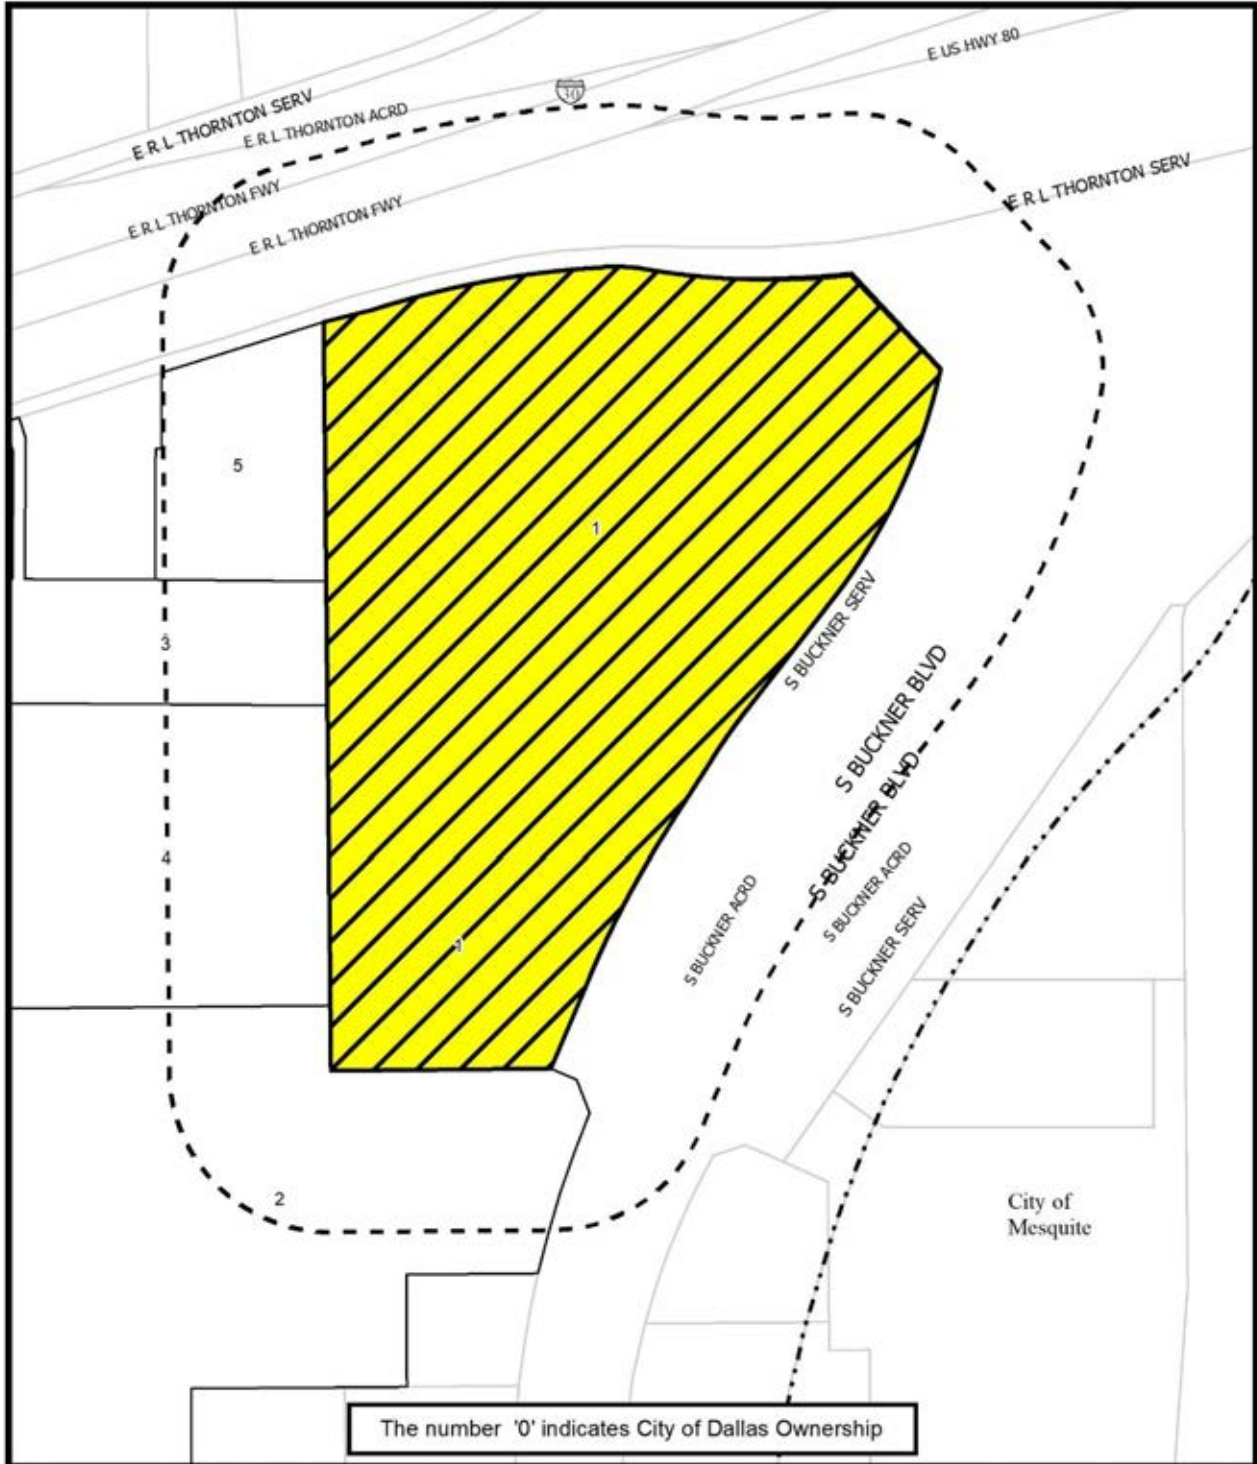 E US HWY 80
30
E R L THORNTON SERV
E R L THORNTON ACRD
E R L THORNTON SERV
E R L THORNTON FWY
E R L THORNTON FWY
5
1
3
S BUCKNER SERV
S BUCKNER BLVD
S BUCKNER BLVD
4
S BUCKNER ACRD
S BUCKNER ACRD
1
S BUCKNER SERV
2
City of
Mesquite
The number '0' indicates City of Dallas Ownership